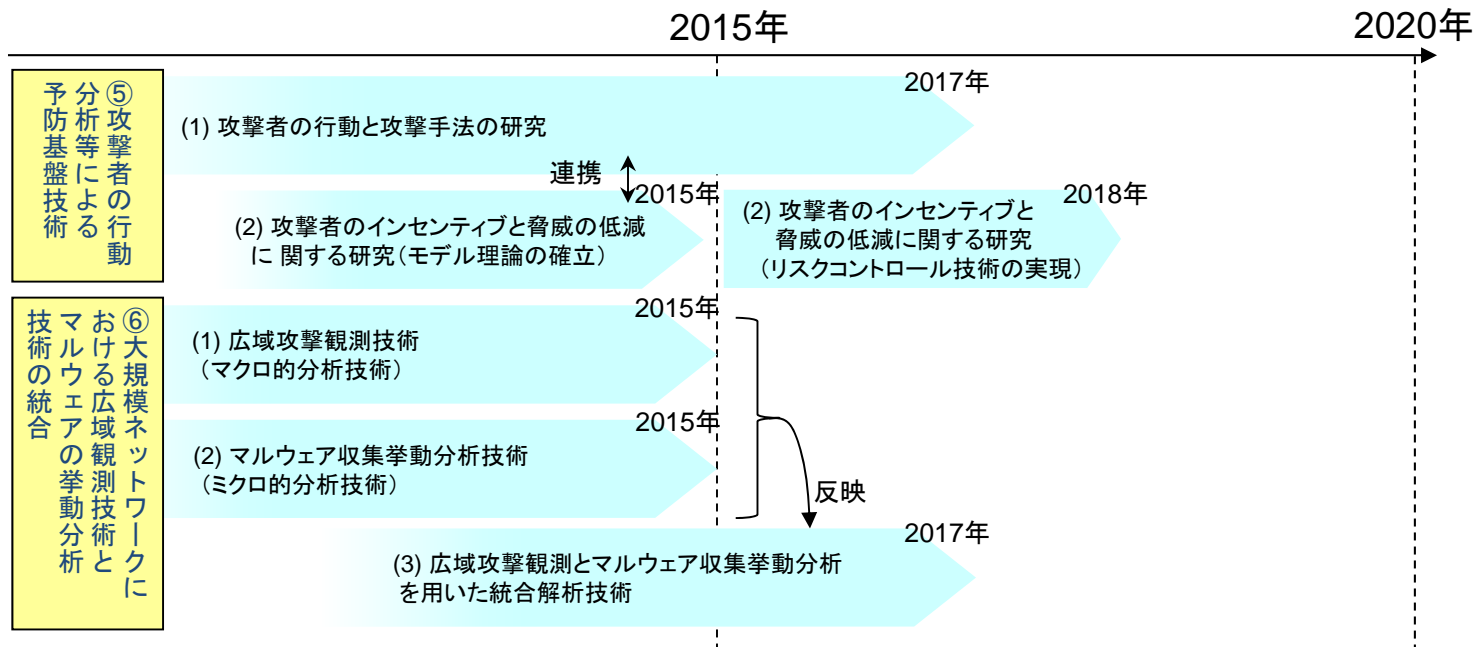 2015年
2020年
⑤攻撃者の行動
分析等による
予防基盤技術
2017年
(1) 攻撃者の行動と攻撃手法の研究
連携
2015年
(2) 攻撃者のインセンティブと脅威の低減
に 関する研究(モデル理論の確立)
2018年
(2) 攻撃者のインセンティブと
脅威の低減に関する研究
(リスクコントロール技術の実現)
⑥大規模ネットワークに
おける広域観測技術と
マルウェアの挙動分析
技術の統合
2015年
(1) 広域攻撃観測技術
(マクロ的分析技術)
2015年
(2) マルウェア収集挙動分析技術
(ミクロ的分析技術)
反映
2017年
(3) 広域攻撃観測とマルウェア収集挙動分析
を用いた統合解析技術